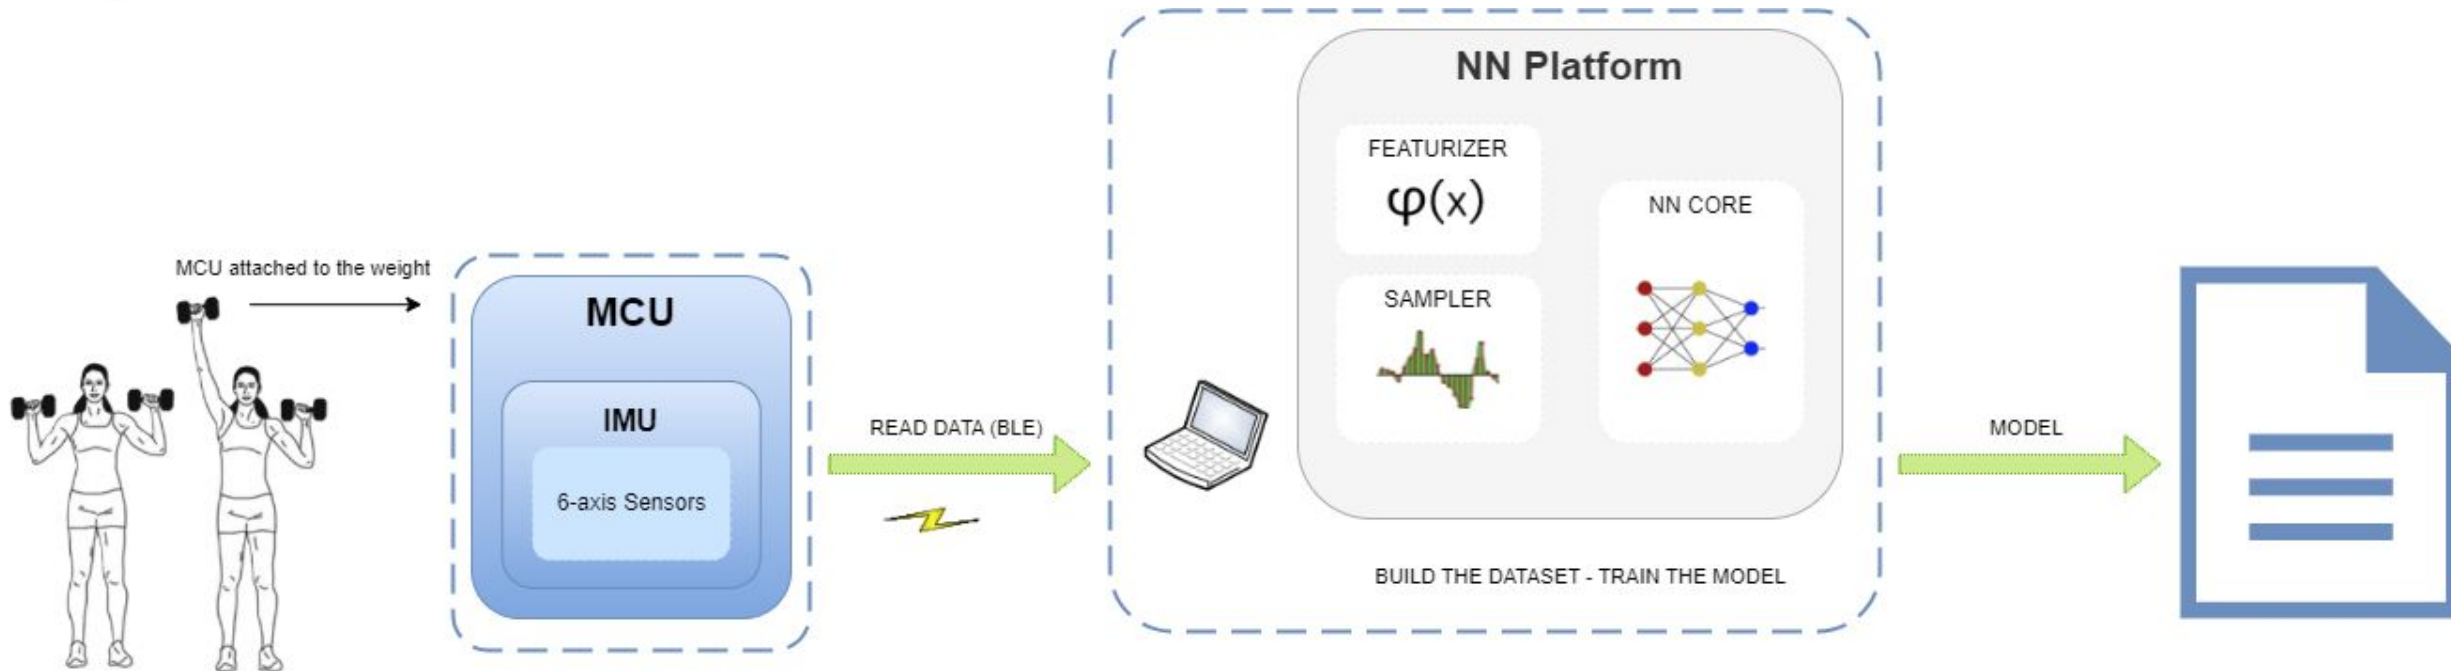 MCU attached to the weight
MCU
IMU
6-axis Sensors
READ DATA (BLE)
NN Platform
FEATURIZER
φ(x)
SAMPLER
NN CORE
BUILD THE DATASET - TRAIN THE MODEL
MODEL